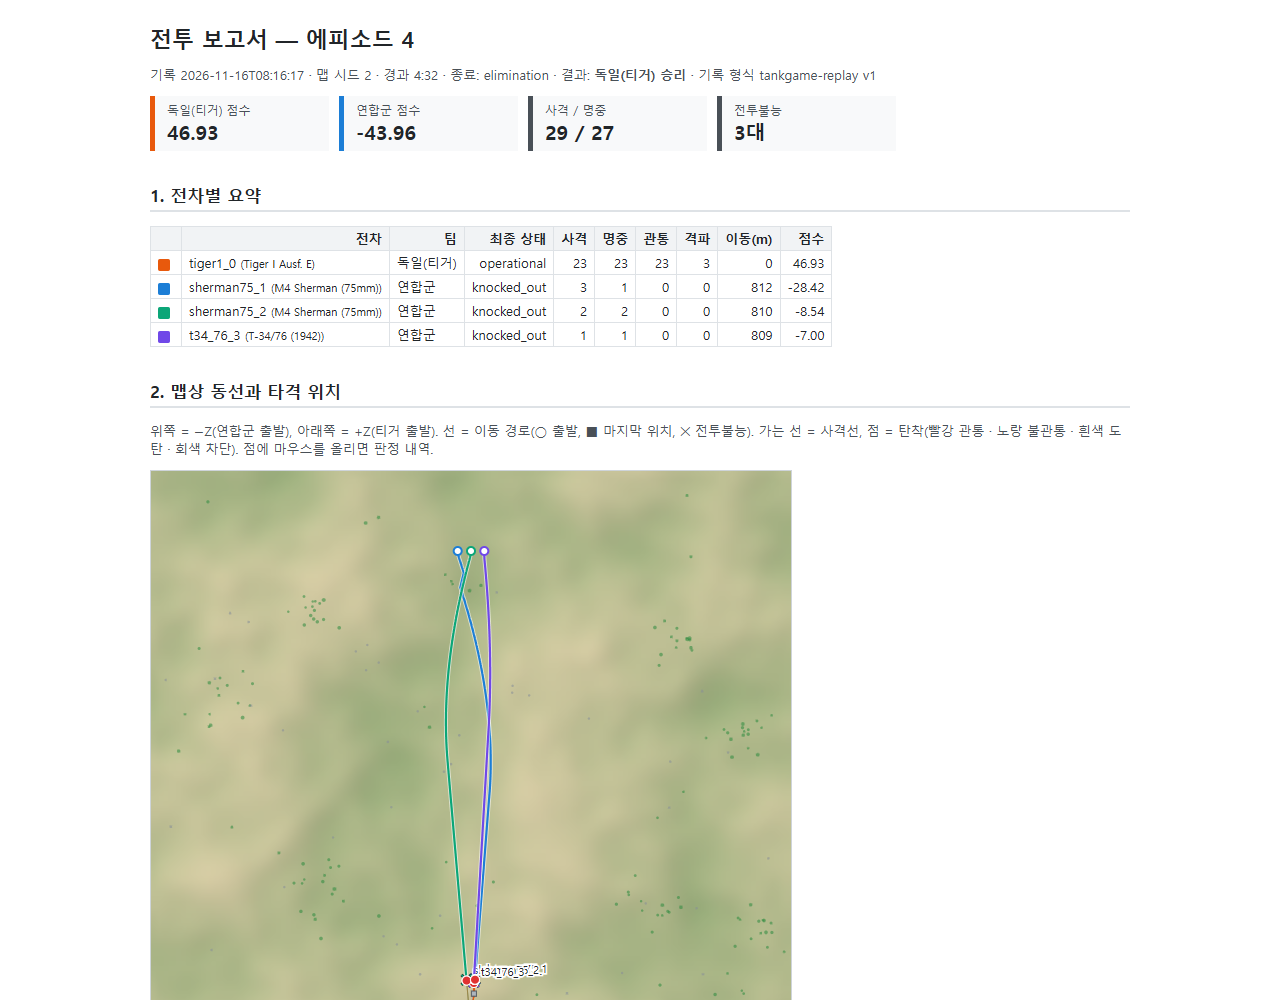 전투 보고서 — 에피소드 4
기록 2026-11-16T08:16:17 · 맵 시드 2 · 경과 4:32 · 종료: elimination · 결과: 독일(티거) 승리 · 기록 형식 tankgame-replay v1
독일(티거) 점수
46.93
연합군 점수
-43.96
사격 / 명중
29 / 27
전투불능
3대
1. 전차별 요약
전차 팀 최종 상태 사격 명중 관통 격파 이동(m) 점수
tiger1_0 (Tiger I Ausf. E) 독일(티거) operational 23 23 23 3 0 46.93
sherman75_1 (M4 Sherman (75mm)) 연합군 knocked_out 3 1 0 0 812 -28.42
sherman75_2 (M4 Sherman (75mm)) 연합군 knocked_out 2 2 0 0 810 -8.54
t34_76_3 (T-34/76 (1942)) 연합군 knocked_out 1 1 0 0 809 -7.00
2. 맵상 동선과 타격 위치
위쪽 = −Z(연합군 출발), 아래쪽 = +Z(티거 출발). 선 = 이동 경로(○ 출발, ■ 마지막 위치, ✕ 전투불능). 가는 선 = 사격선, 점 = 탄착(빨강 관통 · 노랑 불관통 · 흰색 도
탄 · 회색 차단). 점에 마우스를 올리면 판정 내역.
t34_76_3